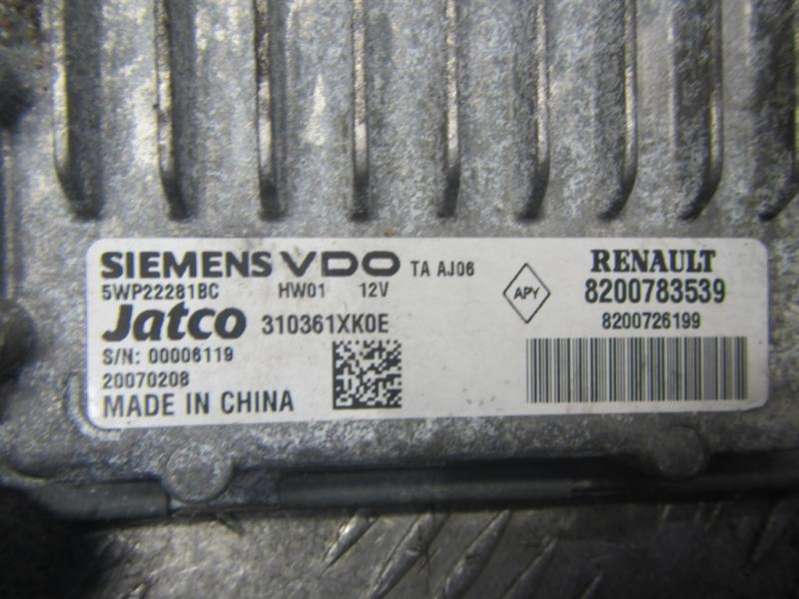 SIEMENS VDO TA AJ06
5WP22281BC HW01 12V
Jatco 310361XK0E
S/N: 00006119
20070208
MADE IN CHINA
APY
RENAULT
8200783539
8200726199